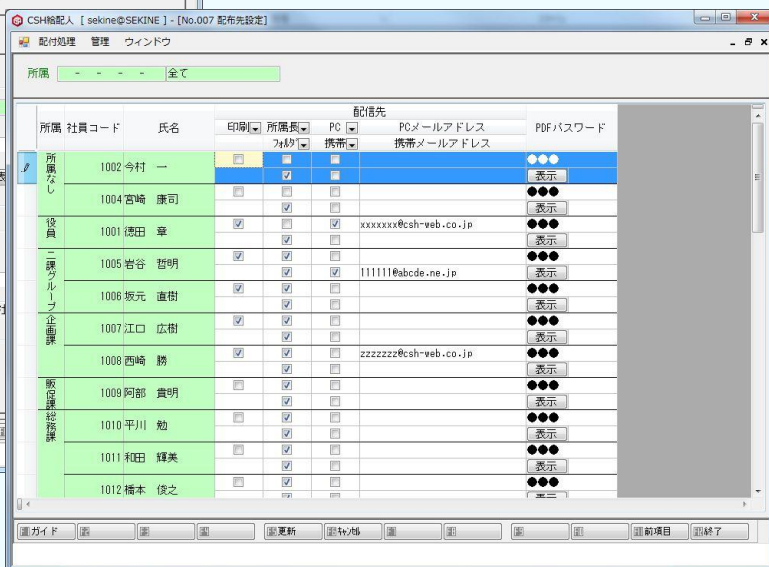 CSH給配人 [ sekine@SEKINE ] - [No.007 配布先設定]
配付処理 管理 ウィンドウ
所属 - - - - 全て
配信先
所属 社員コード 氏名 印刷 所属長 PC PCメールアドレス PDFパスワード
ﾌｫﾙﾀﾞ 携帯 携帯メールアドレス
所属なし 1002 今村 一 ●●●
表示
1004 宮崎 康司 ●●●
表示
役員 1001 徳田 章 xxxxxxx@csh-web.co.jp ●●●
表示
二課グループ 1005 岩谷 哲明 ●●●
111111@abcde.ne.jp 表示
1006 坂元 直樹 ●●●
表示
企画課 1007 江口 広樹 ●●●
表示
1008 西崎 勝 zzzzzzz@csh-web.co.jp ●●●
表示
販促課 1009 阿部 貴明 ●●●
表示
総務課 1010 平川 勉 ●●●
表示
1011 和田 輝美 ●●●
表示
1012 橋本 俊之 ●●●
ガイド 更新 ｷｬﾝｾﾙ 前項目 終了